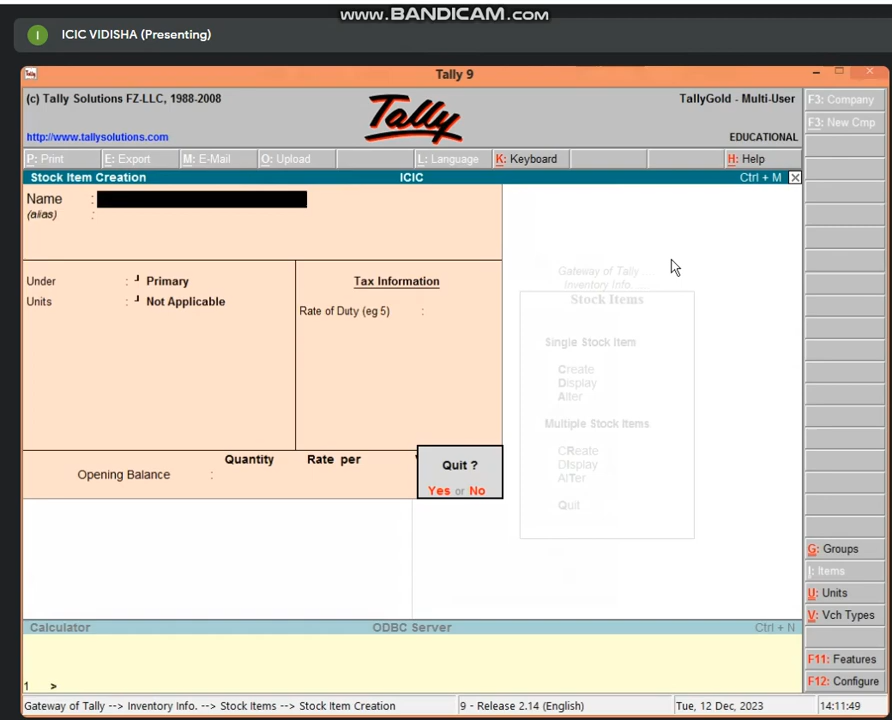 www.BANDICAM.com
I ICIC VIDISHA (Presenting)
Tally Tally 9
(c) Tally Solutions FZ-LLC, 1988-2008
Tally
TallyGold - Multi-User
http://www.tallysolutions.com
EDUCATIONAL
P: Print E: Export M: E-Mail O: Upload L: Language K: Keyboard H: Help
Stock Item Creation ICIC Ctrl + M
Name :
(alias) :
Under : Primary
Units : Not Applicable
Tax Information
Rate of Duty (eg 5) :
Quantity Rate per
Opening Balance :
Quit ?
Yes or No
Gateway of Tally.....
Inventory Info......
Stock Items
Single Stock Item
Create
Display
Alter
Multiple Stock Items
CReate
DIsplay
AlTer
Quit
F3: Company
F3: New Cmp
G: Groups
I: Items
U: Units
V: Vch Types
F11: Features
F12: Configure
Calculator ODBC Server Ctrl + N
1 >
Gateway of Tally --> Inventory Info. --> Stock Items --> Stock Item Creation 9 - Release 2.14 (English) Tue, 12 Dec, 2023 14:11:49